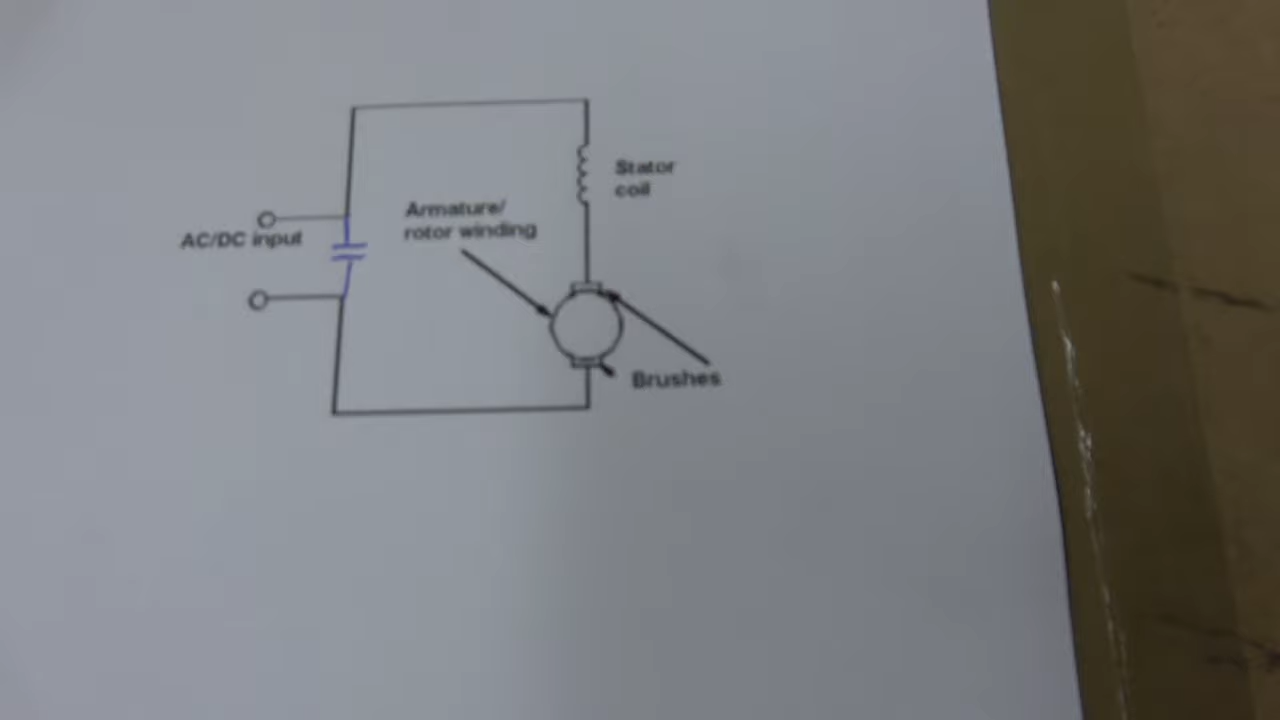 Stator
coil
Armature/
rotor winding
AC/DC input
Brushes